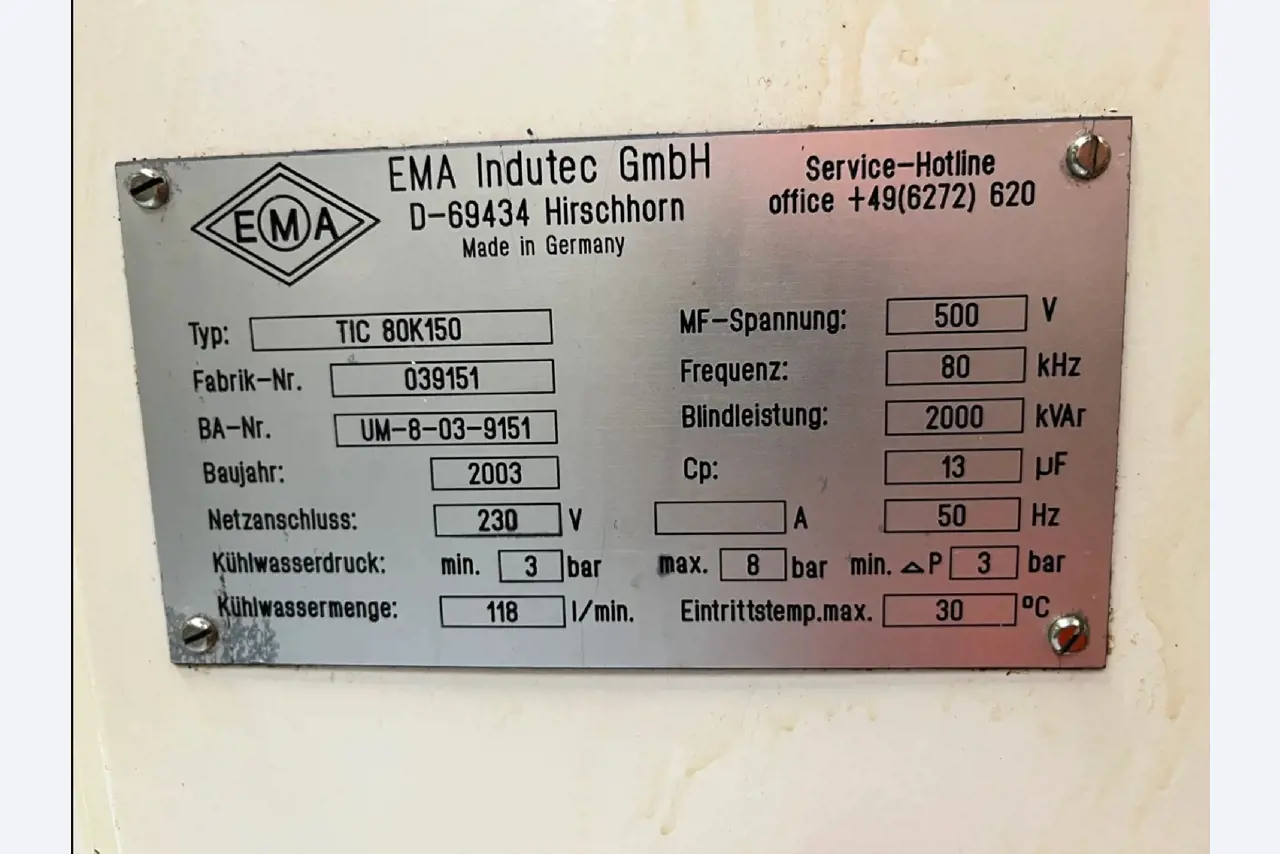 EMA
EMA Indutec GmbH
D-69434 Hirschhorn
Made in Germany
Service-Hotline
office +49(6272) 620
Typ: TIC 80K150
MF-Spannung: 500 V
Fabrik-Nr. 039151
Frequenz: 80 kHz
BA-Nr. UM-8-03-9151
Blindleistung: 2000 kVAr
Baujahr: 2003
Cp: 13 µF
Netzanschluss: 230 V A 50 Hz
Kühlwasserdruck: min. 3 bar max. 8 bar min. △P 3 bar
Kühlwassermenge: 118 l/min. Eintrittstemp.max. 30 ºC